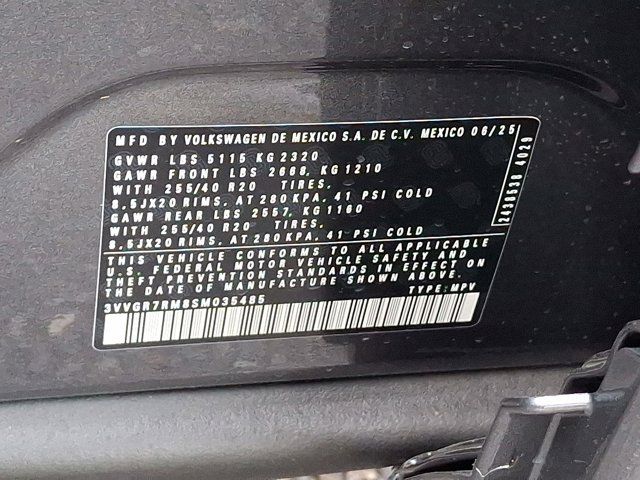 MFD BY VOLKSWAGEN DE MEXICO S.A. DE C.V. MEXICO 06/25
GVWR LBS 5115 KG 2320
GAWR FRONT LBS 2668, KG 1210
WITH 255/40 R20 TIRES,
8.5JX20 RIMS, AT 280 KPA, 41 PSI COLD
GAWR REAR LBS 2557, KG 1160
WITH 255/40 R20 TIRES,
8.5JX20 RIMS, AT 280 KPA, 41 PSI COLD
THIS VEHICLE CONFORMS TO ALL APPLICABLE
U.S. FEDERAL MOTOR VEHICLE SAFETY AND
THEFT PREVENTION STANDARDS IN EFFECT ON
THE DATE OF MANUFACTURE SHOWN ABOVE.
3VVGR7RM8SM035485 TYPE: MPV
2438538 4029